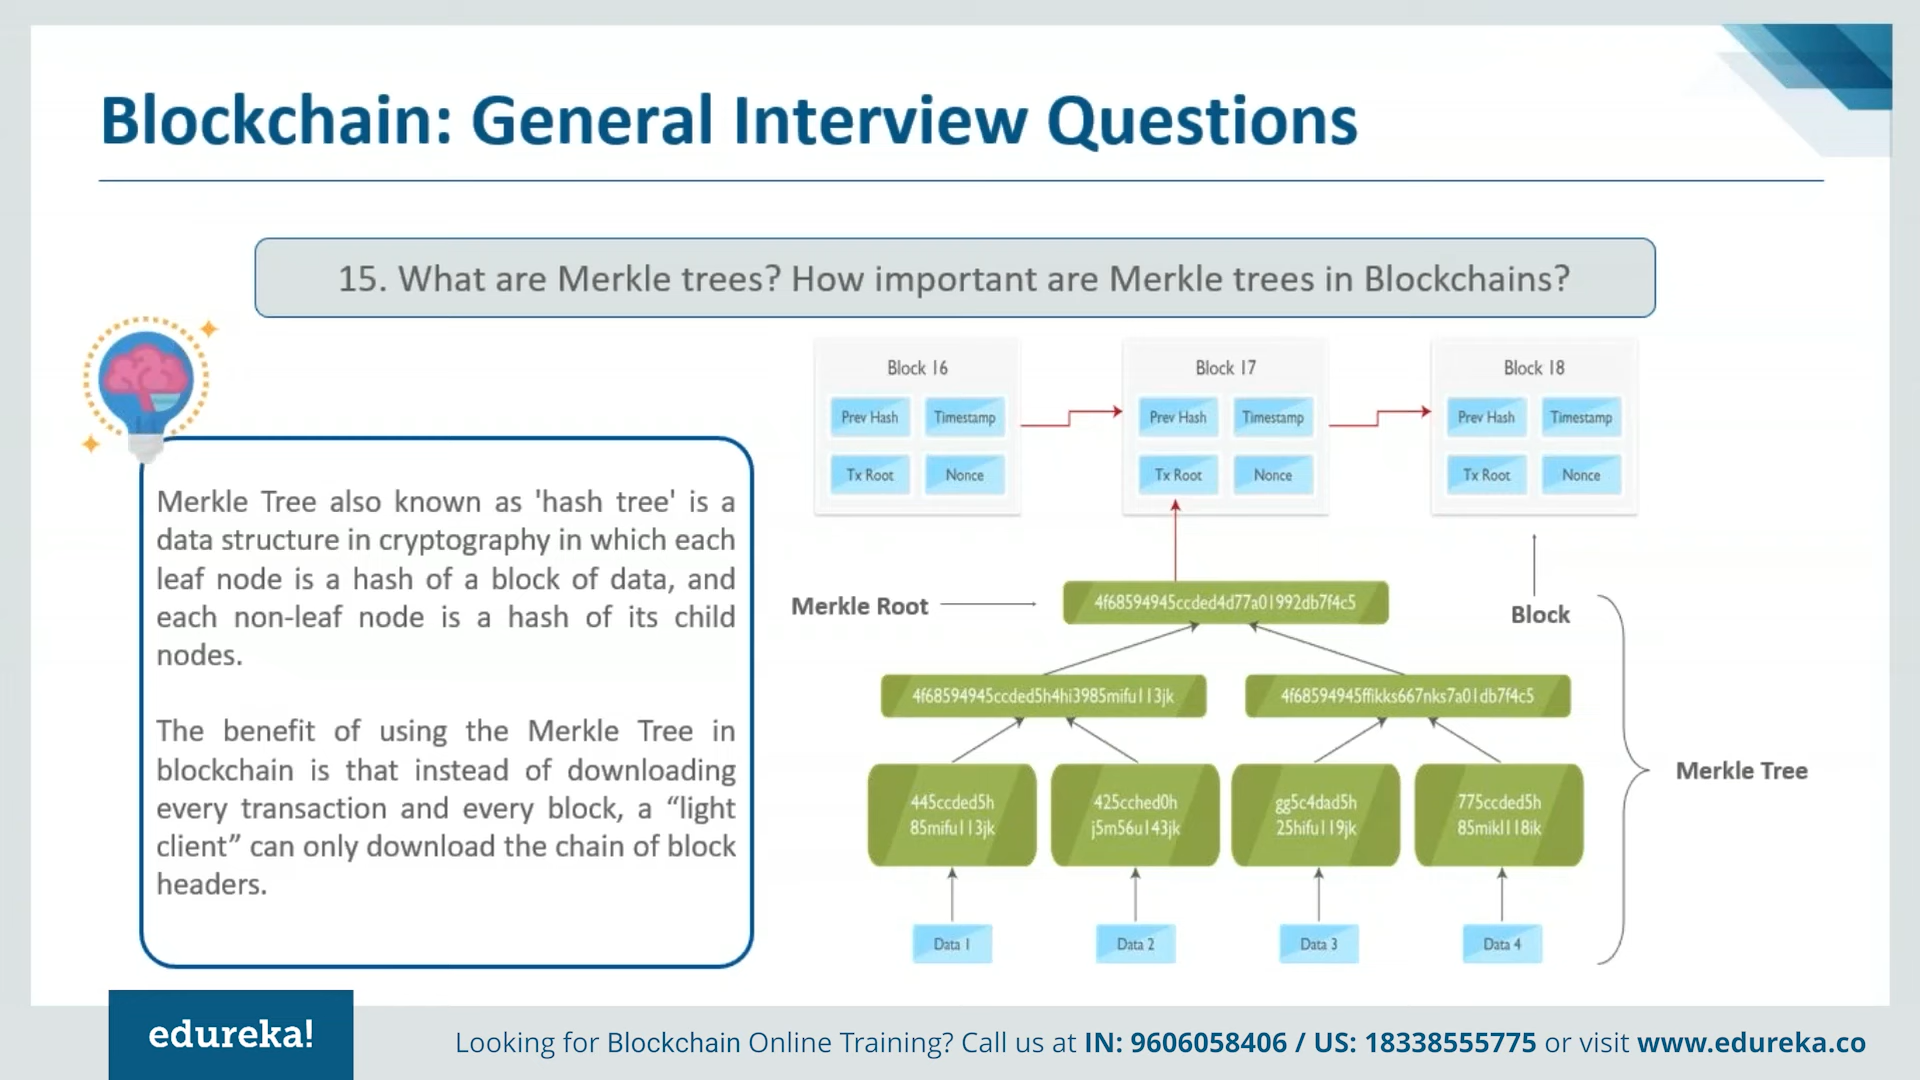 Blockchain: General Interview Questions
15. What are Merkle trees? How important are Merkle trees in Blockchains?
Merkle Tree also known as 'hash tree' is a
data structure in cryptography in which each
leaf node is a hash of a block of data, and
each non-leaf node is a hash of its child
nodes.
The benefit of using the Merkle Tree in
blockchain is that instead of downloading
every transaction and every block, a “light
client” can only download the chain of block
headers.
Block 16
Prev Hash Timestamp
Tx Root Nonce
Block 17
Prev Hash Timestamp
Tx Root Nonce
Block 18
Prev Hash Timestamp
Tx Root Nonce
Merkle Root
4f68594945ccded4d77a01992db7f4c5
Block
4f68594945ccded5h4hi3985mifu113jk
4f68594945ffikks667nks7a01db7f4c5
445ccded5h
85mifu113jk
425cched0h
j5m56u143jk
gg5c4dad5h
25hifu119jk
775ccded5h
85mikl118ik
Merkle Tree
Data 1
Data 2
Data 3
Data 4
edureka!
Looking for Blockchain Online Training? Call us at IN: 9606058406 / US: 18338555775 or visit www.edureka.co